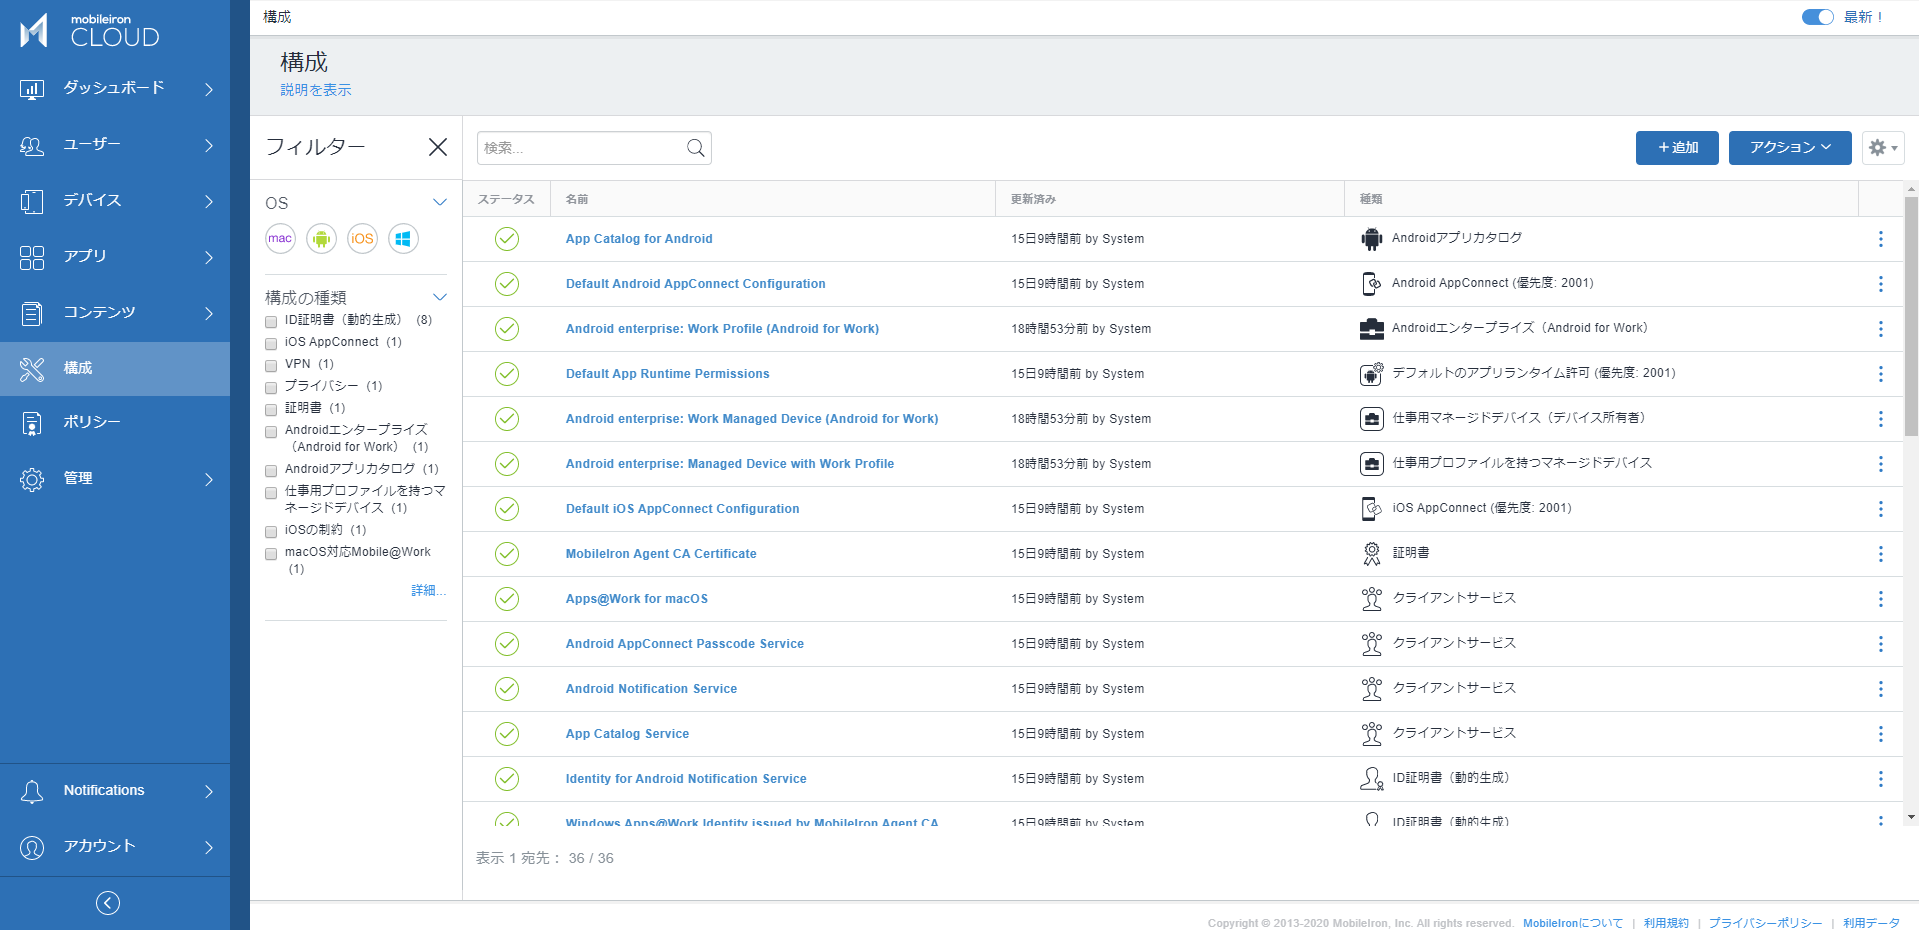 mobileiron
CLOUD
ダッシュボード
ユーザー
デバイス
アプリ
コンテンツ
構成
ポリシー
管理
Notifications
アカウント
構成
最新！
構成
説明を表示
フィルター
OS
mac
iOS
構成の種類
ID証明書（動的生成） (8)
iOS AppConnect (1)
VPN (1)
プライバシー (1)
証明書 (1)
Androidエンタープライズ
（Android for Work） (1)
Androidアプリカタログ (1)
仕事用プロファイルを持つマ
ネージドデバイス (1)
iOSの制約 (1)
macOS対応Mobile@Work
(1)
詳細...
検索...
＋追加
アクション
ステータス 名前 更新済み 種類
App Catalog for Android 15日9時間前 by System Androidアプリカタログ
Default Android AppConnect Configuration 15日9時間前 by System Android AppConnect (優先度: 2001)
Android enterprise: Work Profile (Android for Work) 18時間53分前 by System Androidエンタープライズ（Android for Work）
Default App Runtime Permissions 15日9時間前 by System デフォルトのアプリランタイム許可 (優先度: 2001)
Android enterprise: Work Managed Device (Android for Work) 18時間53分前 by System 仕事用マネージドデバイス（デバイス所有者）
Android enterprise: Managed Device with Work Profile 18時間53分前 by System 仕事用プロファイルを持つマネージドデバイス
Default iOS AppConnect Configuration 15日9時間前 by System iOS AppConnect (優先度: 2001)
MobileIron Agent CA Certificate 15日9時間前 by System 証明書
Apps@Work for macOS 15日9時間前 by System クライアントサービス
Android AppConnect Passcode Service 15日9時間前 by System クライアントサービス
Android Notification Service 15日9時間前 by System クライアントサービス
App Catalog Service 15日9時間前 by System クライアントサービス
Identity for Android Notification Service 15日9時間前 by System ID証明書（動的生成）
Windows Apps@Work Identity issued by MobileIron Agent CA 15日9時間前 by System ID証明書（動的生成）
表示 1 宛先： 36 / 36
Copyright © 2013-2020 MobileIron, Inc. All rights reserved. MobileIronについて | 利用規約 | プライバシーポリシー | 利用データ